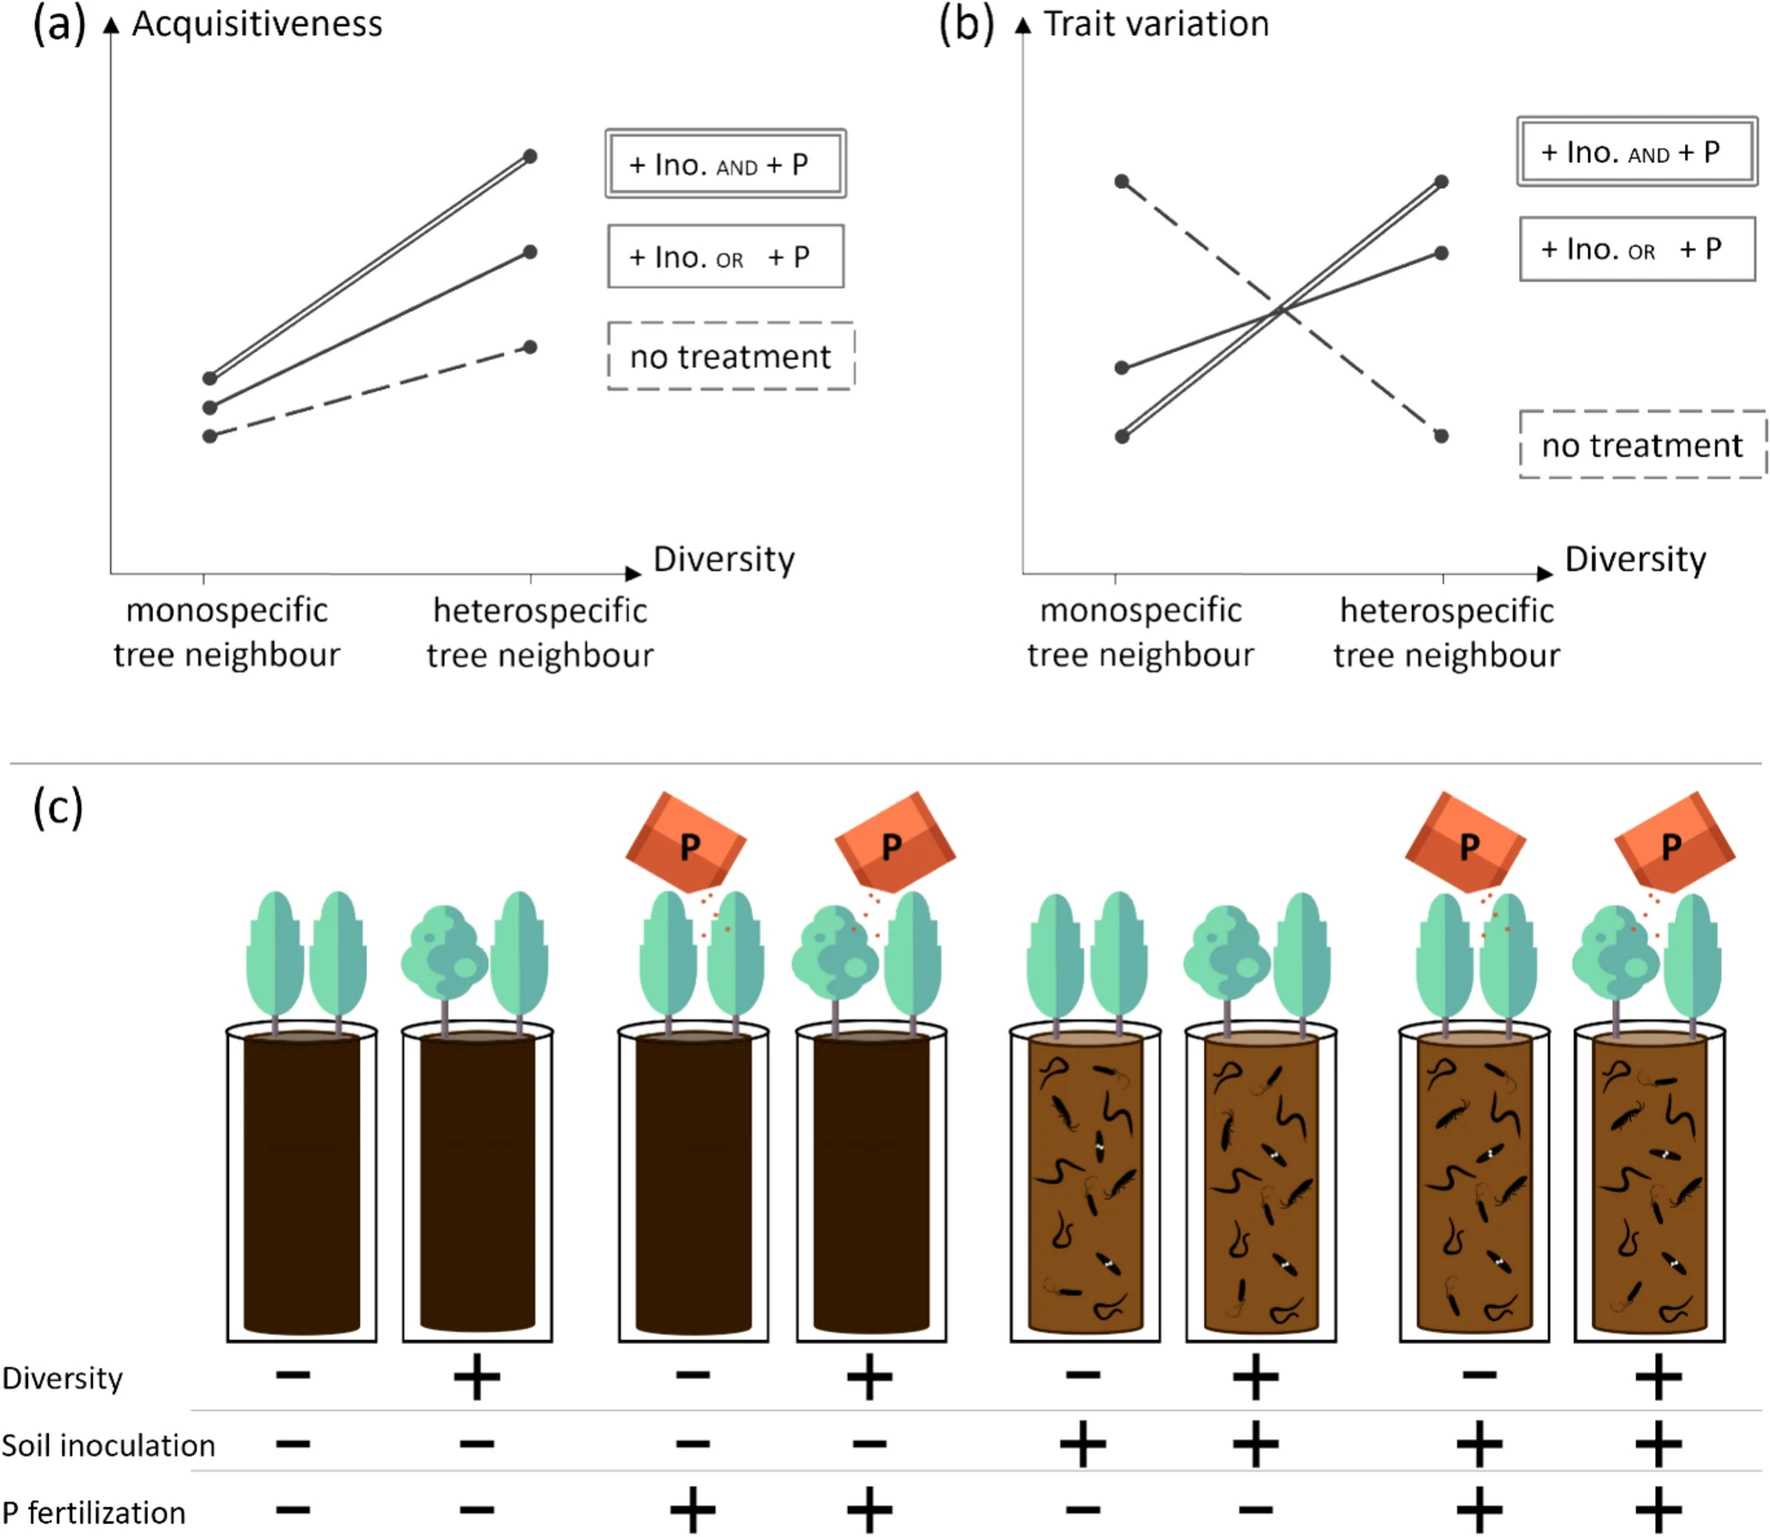 (a) Acquisitiveness
+ Ino. AND + P
+ Ino. OR + P
no treatment
Diversity
monospecific
tree neighbour
heterospecific
tree neighbour
(b) Trait variation
+ Ino. AND + P
+ Ino. OR + P
no treatment
Diversity
monospecific
tree neighbour
heterospecific
tree neighbour
(c)
P P P P
Diversity − + − + − + − +
Soil inoculation − − − − + + + +
P fertilization − − + + − − + +